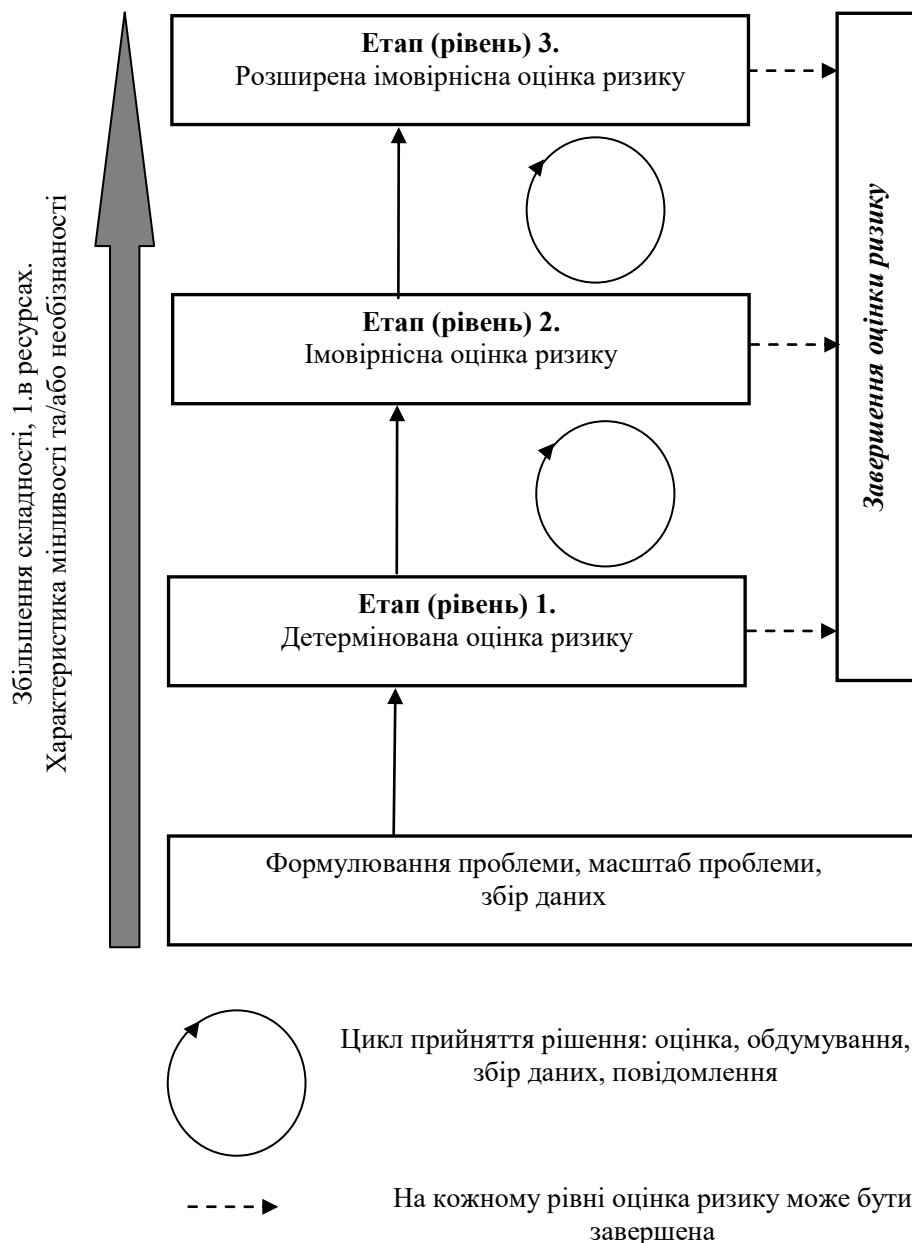 Етап (рівень) 3.
Розширена імовірнісна оцінка ризику
Етап (рівень) 2.
Імовірнісна оцінка ризику
Етап (рівень) 1.
Детермінована оцінка ризику
Формулювання проблеми, масштаб проблеми,
збір даних
Збільшення складності, 1.в ресурсах.
Характеристика мінливості та/або необізнаності
Завершення оцінки ризику
Цикл прийняття рішення: оцінка, обдумування,
збір даних, повідомлення
На кожному рівні оцінка ризику може бути
завершена